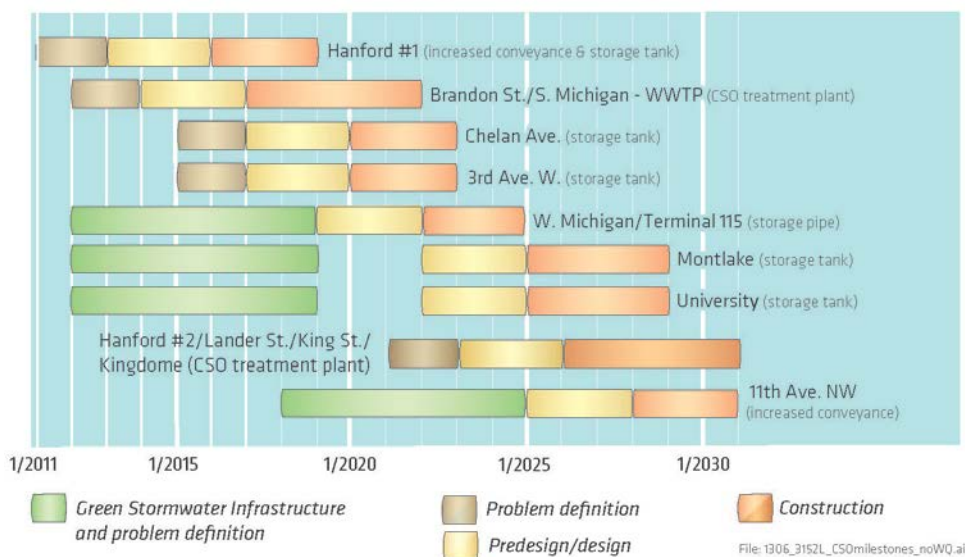 Hanford #1 (increased conveyance & storage tank)
Brandon St./S. Michigan - WWTP (CSO treatment plant)
Chelan Ave. (storage tank)
3rd Ave. W. (storage tank)
W. Michigan/Terminal 115 (storage pipe)
Montlake (storage tank)
University (storage tank)
Hanford #2/Lander St./King St./
Kingdome (CSO treatment plant)
11th Ave. NW
(increased conveyance)
1/2011 1/2015 1/2020 1/2025 1/2030
Green Stormwater Infrastructure
and problem definition
Problem definition
Predesign/design
Construction
File: 1306_3152L_CSOmilestones_noWQ.ai